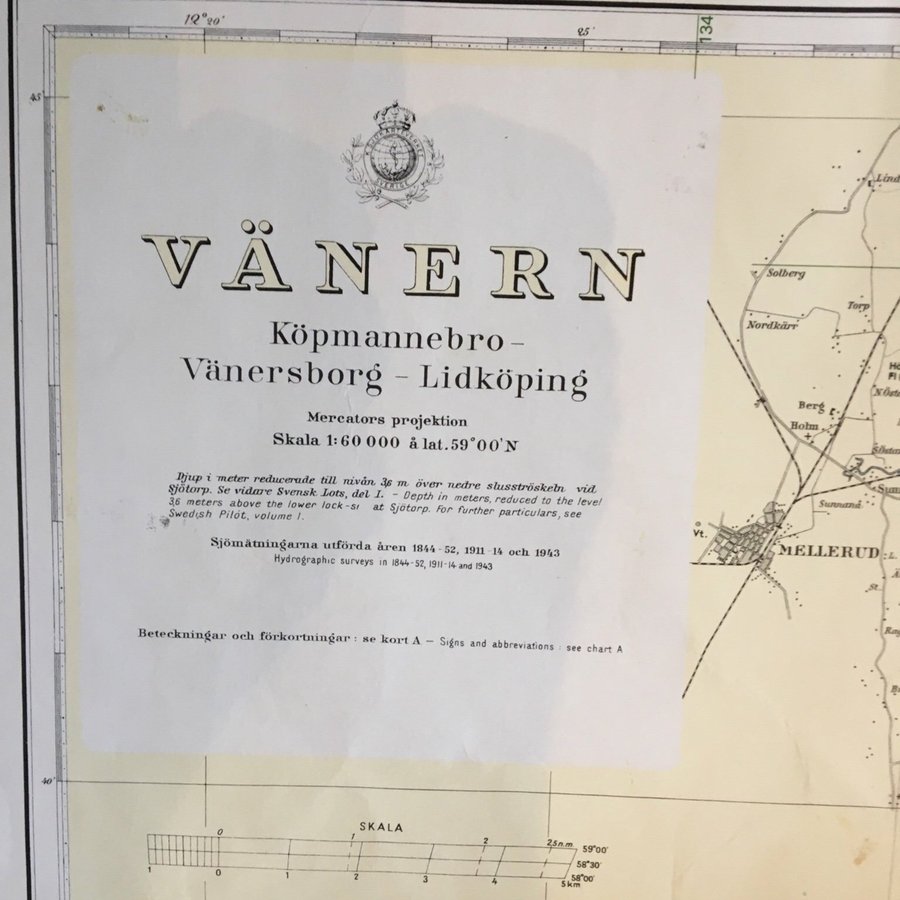 12°20'
25'
134
45'
SVERIGE
VÄNERN
Köpmannebro –
Vänersborg – Lidköping
Mercators projektion
Skala 1:60 000 å lat. 59°00'N
Djup i meter reducerade till nivån 3,6 m över nedre slusströskeln vid
Sjötorp. Se vidare Svensk Lots, del I. – Depth in meters, reduced to the level
3,6 meters above the lower lock-si at Sjötorp. For further particulars, see
Swedish Pilot, volume I.
Sjömätningarna utförda åren 1844-52, 1911-14 och 1943
Hydrographic surveys in 1844-52, 1911-14 and 1943
Beteckningar och förkortningar : se kort A – Signs and abbreviations : see chart A
Solberg
Torp
Nordkärr
Berg
Holm
Sunnanå
Vt.
MELLERUD
40'
SKALA
0 1 2 2,5 n.m. 59°00'
58°30'
1 0 1 2 3 4 5 km 58°00'